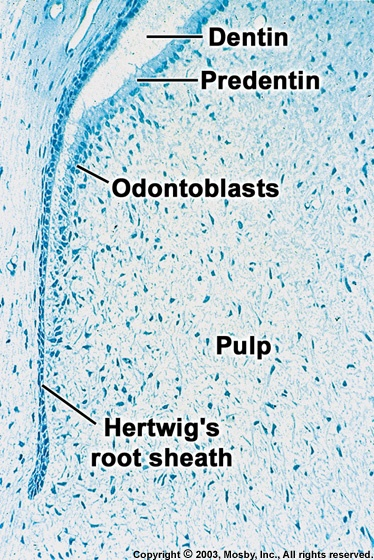 Dentin
Predentin
Odontoblasts
Pulp
Hertwig's
root sheath
Copyright © 2003, Mosby, Inc., All rights reserved.